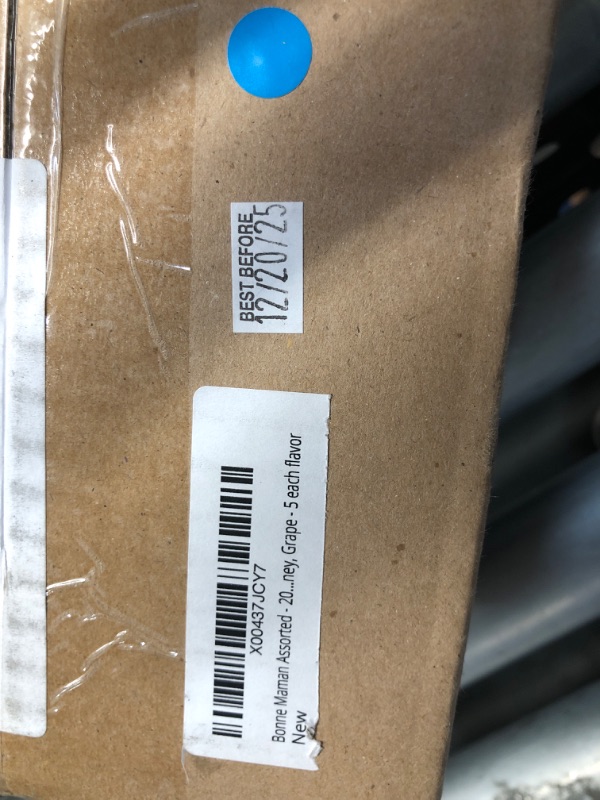 BEST BEFORE
12/20/25
X00437JCY7
Bonne Maman Assorted - 20...ney, Grape - 5 each flavor
New